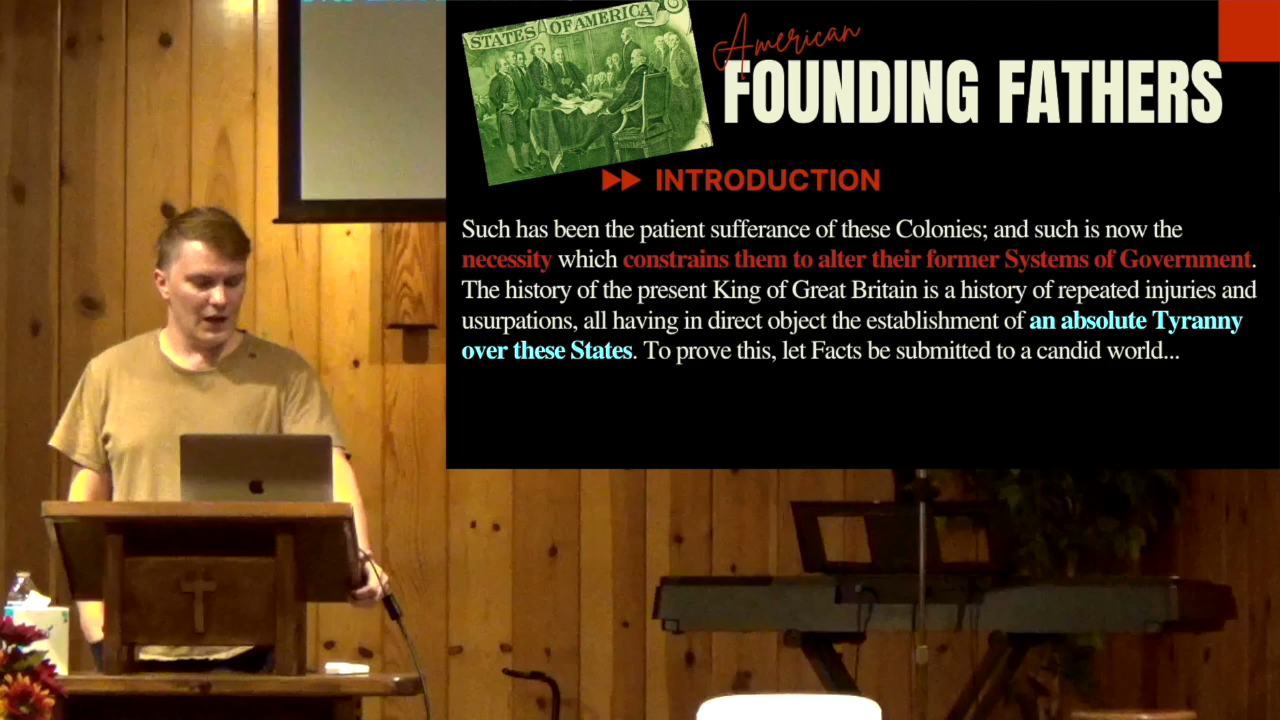 STATES OF AMERICA
American
FOUNDING FATHERS
INTRODUCTION
Such has been the patient sufferance of these Colonies; and such is now the
necessity which constrains them to alter their former Systems of Government.
The history of the present King of Great Britain is a history of repeated injuries and
usurpations, all having in direct object the establishment of an absolute Tyranny
over these States. To prove this, let Facts be submitted to a candid world...